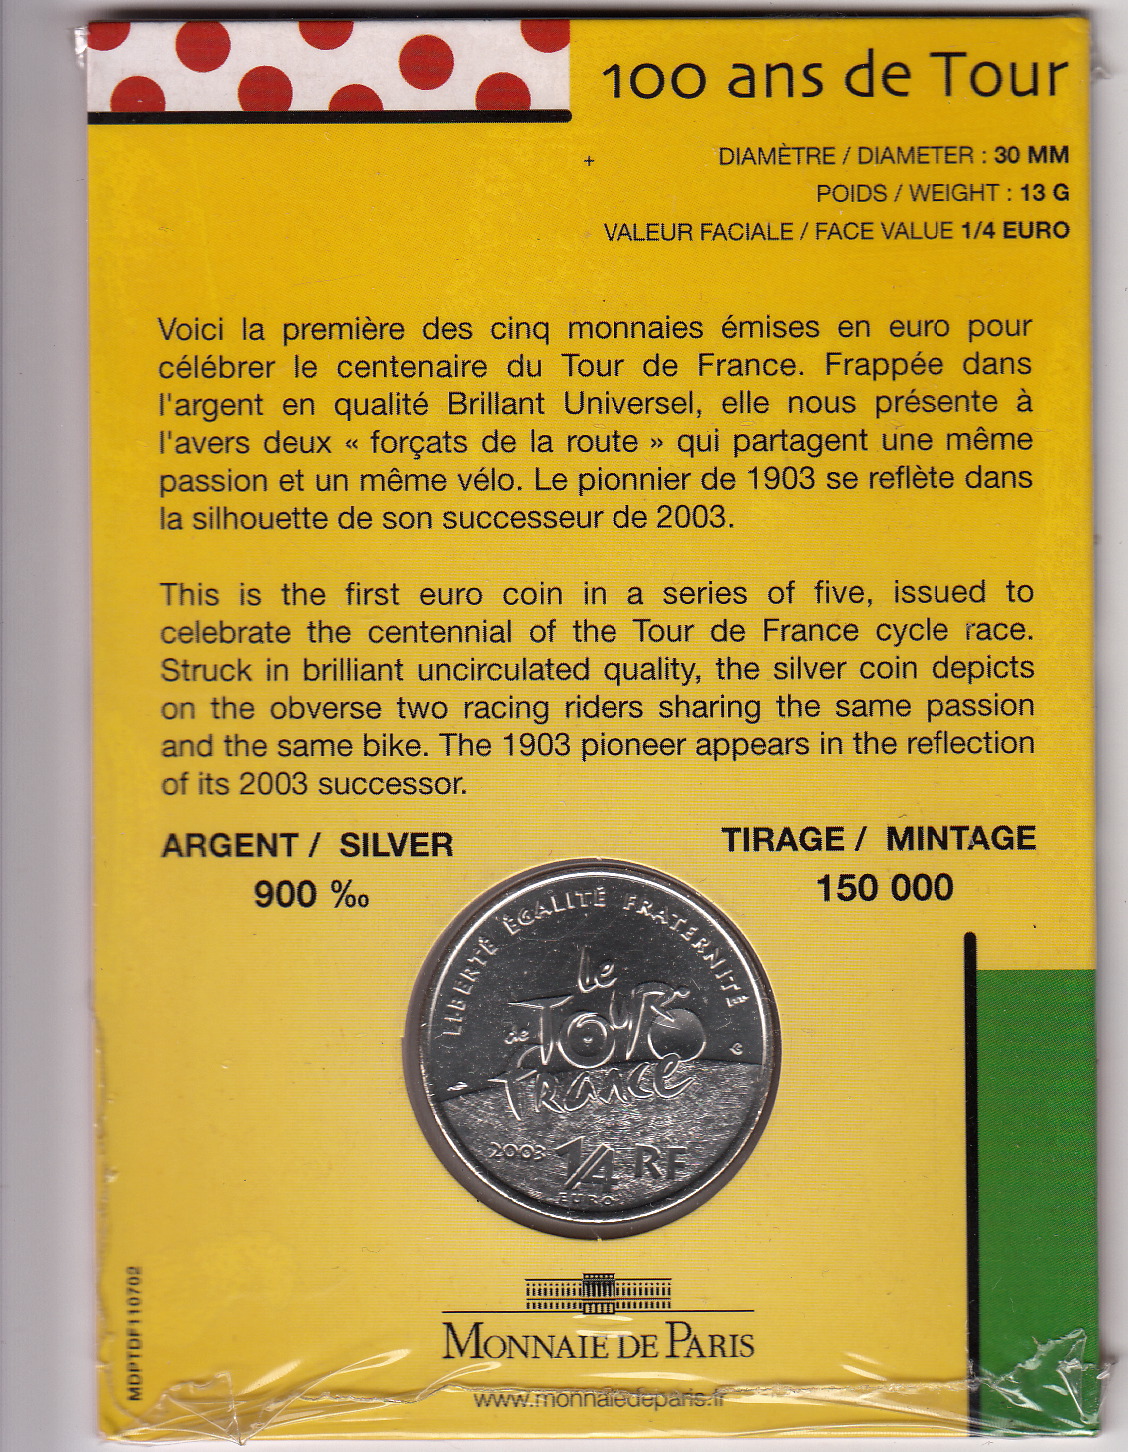 100 ans de Tour
DIAMÈTRE / DIAMETER : 30 MM
POIDS / WEIGHT : 13 G
VALEUR FACIALE / FACE VALUE 1/4 EURO
Voici la première des cinq monnaies émises en euro pour
célébrer le centenaire du Tour de France. Frappée dans
l'argent en qualité Brillant Universel, elle nous présente à
l'avers deux « forçats de la route » qui partagent une même
passion et un même vélo. Le pionnier de 1903 se reflète dans
la silhouette de son successeur de 2003.
This is the first euro coin in a series of five, issued to
celebrate the centennial of the Tour de France cycle race.
Struck in brilliant uncirculated quality, the silver coin depicts
on the obverse two racing riders sharing the same passion
and the same bike. The 1903 pioneer appears in the reflection
of its 2003 successor.
ARGENT / SILVER
900 ‰
TIRAGE / MINTAGE
150 000
LIBERTÉ ÉGALITÉ FRATERNITÉ
Le
de TOUR
France
2003 1/4 RF
EURO
MONNAIE DE PARIS
www.monnaiedeparis.fr
MDPTDF110702